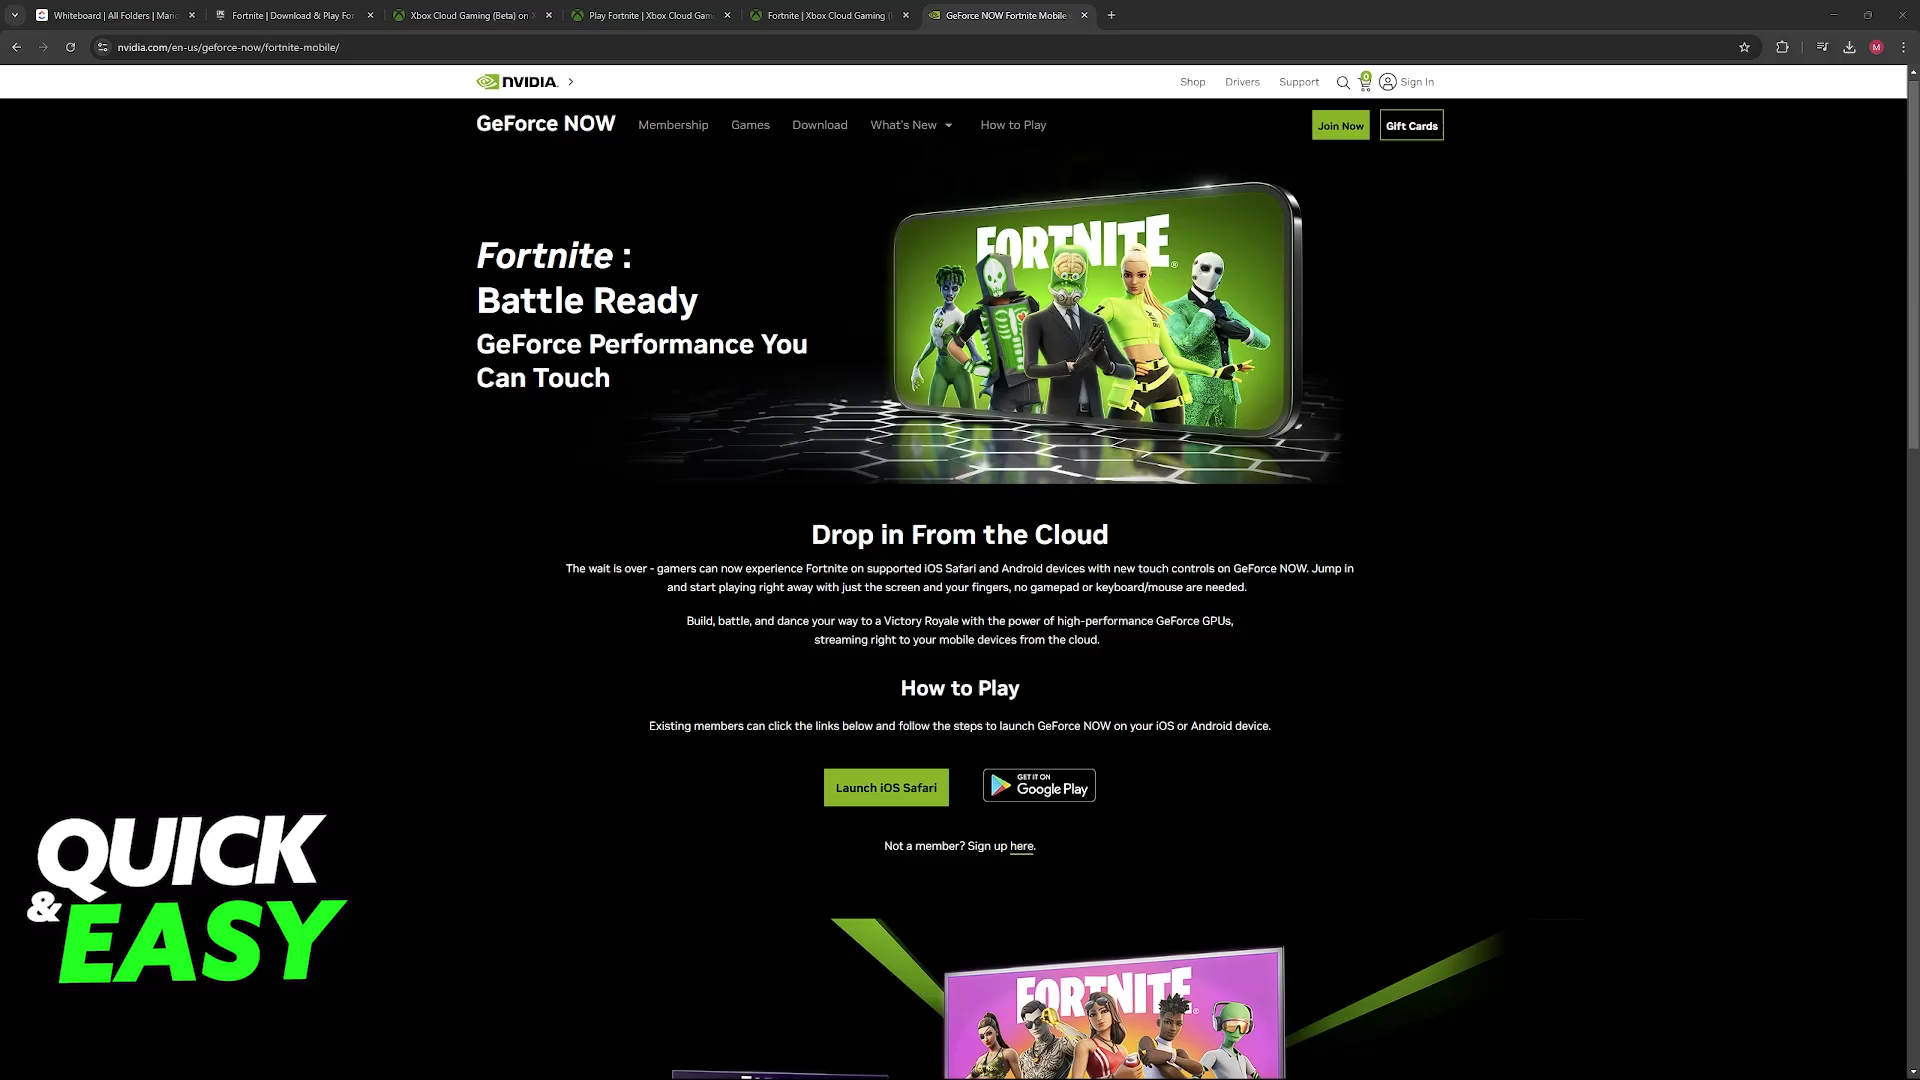 Whiteboard | All Folders | Mario
Fortnite | Download & Play For
Xbox Cloud Gaming (Beta) on X
Play Fortnite | Xbox Cloud Gam
Fortnite | Xbox Cloud Gaming (
GeForce NOW Fortnite Mobile
nvidia.com/en-us/geforce-now/fortnite-mobile/
M
NVIDIA.
Shop
Drivers
Support
0
Sign In
GeForce NOW
Membership
Games
Download
What's New
How to Play
Join Now
Gift Cards
FORTNITE
Fortnite :
Battle Ready
GeForce Performance You
Can Touch
Drop in From the Cloud
The wait is over - gamers can now experience Fortnite on supported iOS Safari and Android devices with new touch controls on GeForce NOW. Jump in
and start playing right away with just the screen and your fingers, no gamepad or keyboard/mouse are needed.
Build, battle, and dance your way to a Victory Royale with the power of high-performance GeForce GPUs,
streaming right to your mobile devices from the cloud.
How to Play
Existing members can click the links below and follow the steps to launch GeForce NOW on your iOS or Android device.
Launch iOS Safari
GET IT ON
Google Play
Not a member? Sign up here.
QUICK
& EASY
FORTNITE